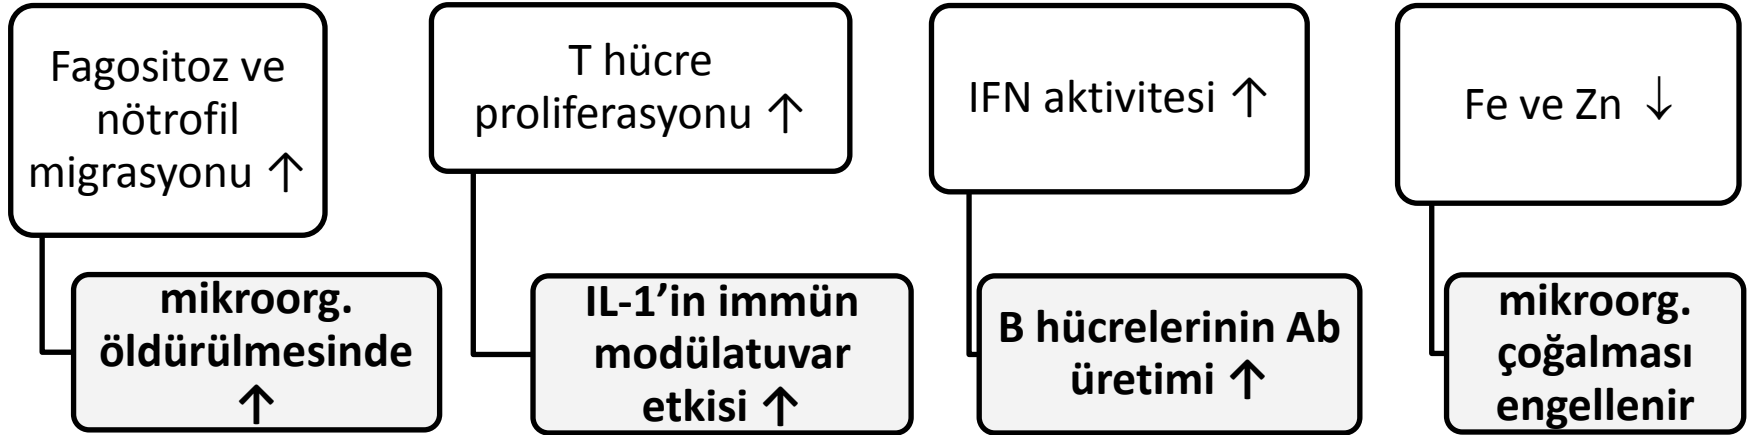 Fagositoz ve
nötrofil
migrasyonu ↑
mikroorg.
öldürülmesinde
↑
T hücre
proliferasyonu ↑
IL-1’in immün
modülatuvar
etkisi ↑
IFN aktivitesi ↑
B hücrelerinin Ab
üretimi ↑
Fe ve Zn ↓
mikroorg.
çoğalması
engellenir